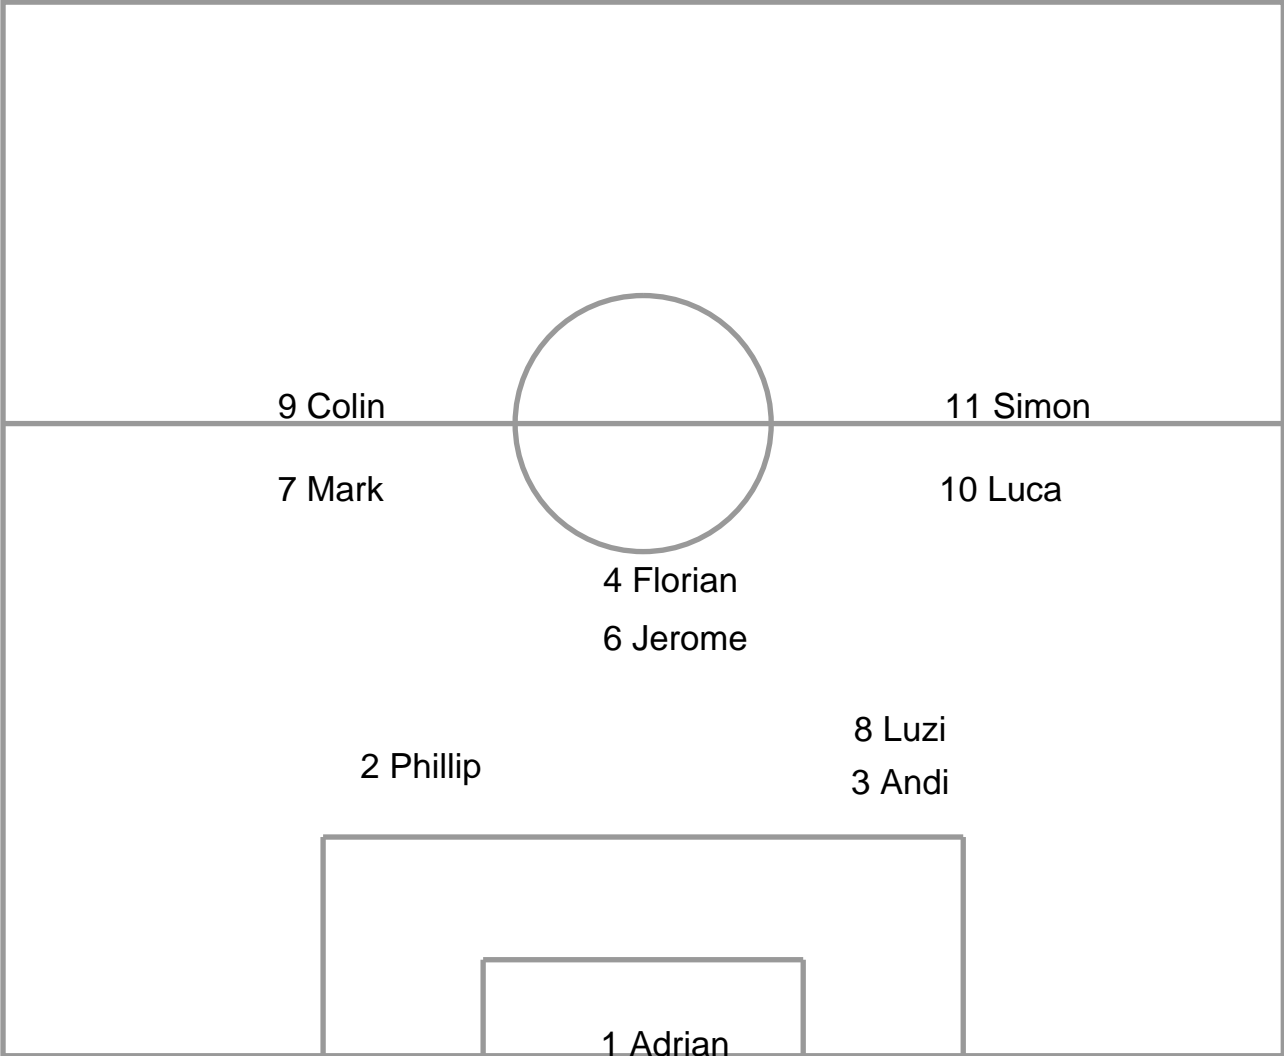 9 Colin
11 Simon
7 Mark
10 Luca
4 Florian
6 Jerome
8 Luzi
2 Phillip
3 Andi
1 Adrian